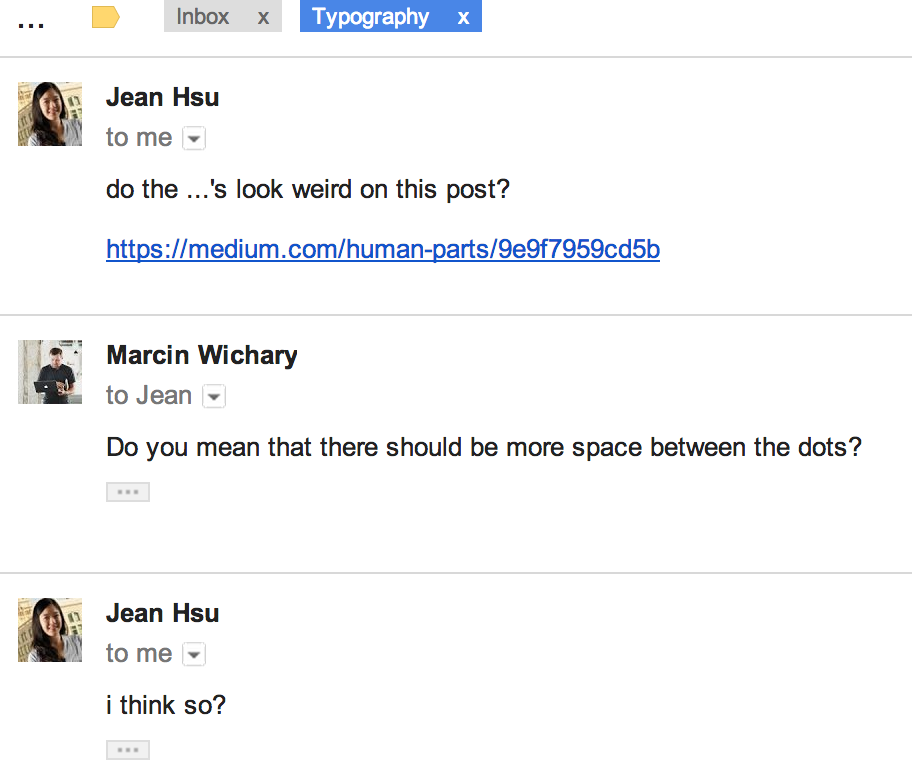 ...
Inbox x Typography x
Jean Hsu
to me
do the ...'s look weird on this post?
https://medium.com/human-parts/9e9f7959cd5b
Marcin Wichary
to Jean
Do you mean that there should be more space between the dots?
...
Jean Hsu
to me
i think so?
...